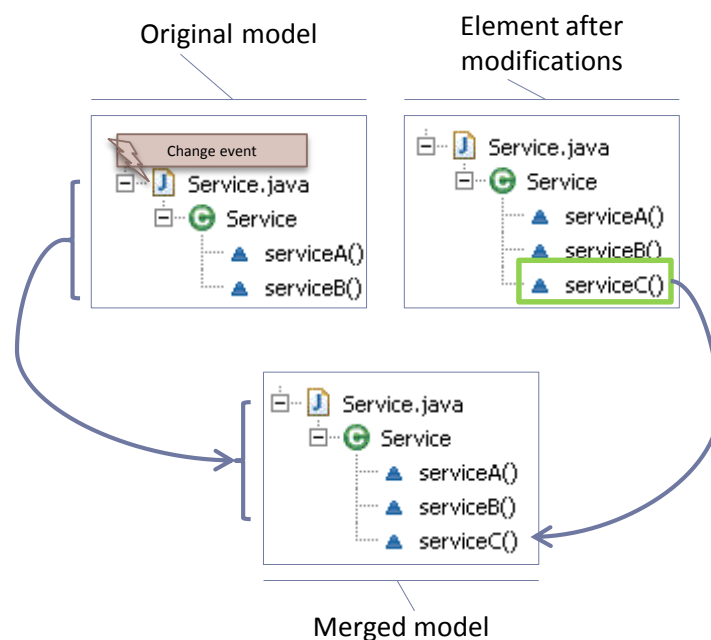 Original model
Change event
Service.java
Service
serviceA()
serviceB()
Element after
modifications
Service.java
Service
serviceA()
serviceB()
serviceC()
Service.java
Service
serviceA()
serviceB()
serviceC()
Merged model